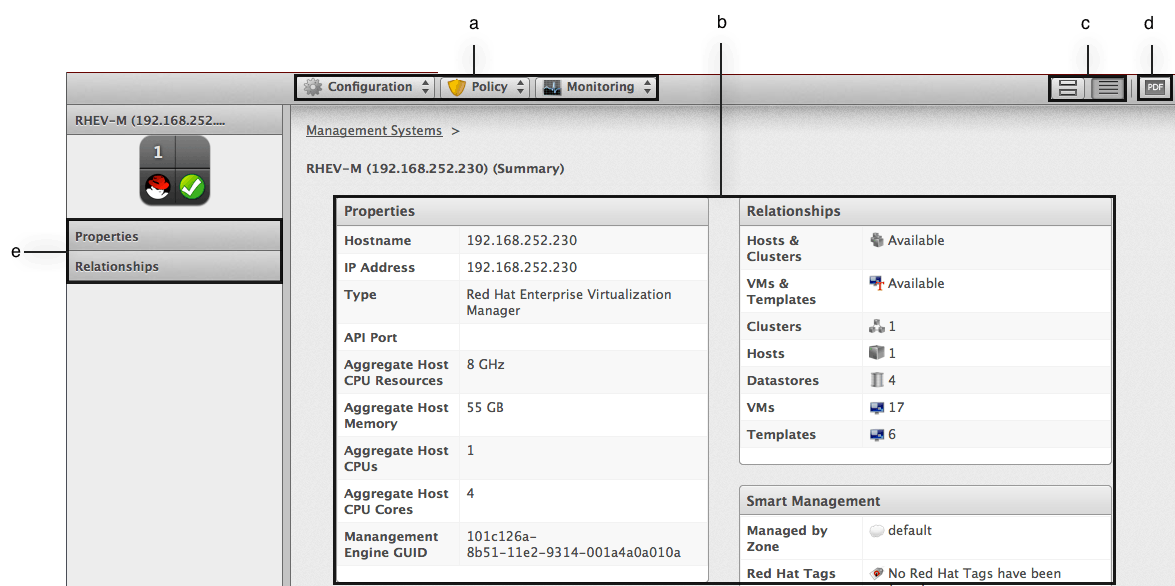 a
b
c
d
Configuration
Policy
Monitoring
PDF
RHEV-M (192.168.252....
1
Properties
Relationships
e
Management Systems >
RHEV-M (192.168.252.230) (Summary)
Properties
Hostname 192.168.252.230
IP Address 192.168.252.230
Type Red Hat Enterprise Virtualization
Manager
API Port
Aggregate Host 8 GHz
CPU Resources
Aggregate Host 55 GB
Memory
Aggregate Host 1
CPUs
Aggregate Host 4
CPU Cores
Manangement 101c126a-
Engine GUID 8b51-11e2-9314-001a4a0a010a
Relationships
Hosts & Available
Clusters
VMs & Available
Templates
Clusters 1
Hosts 1
Datastores 4
VMs 17
Templates 6
Smart Management
Managed by default
Zone
Red Hat Tags No Red Hat Tags have been